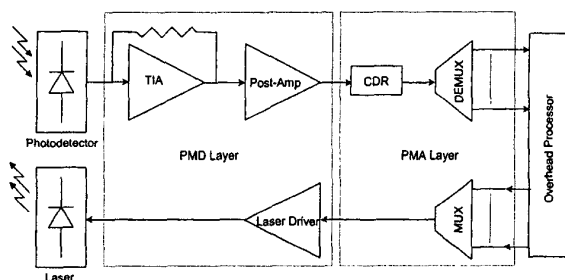 TIA
Post-Amp
CDR
DEMUX
Photodetector
PMD Layer
PMA Layer
Overhead Processor
Laser Driver
MUX
Laser